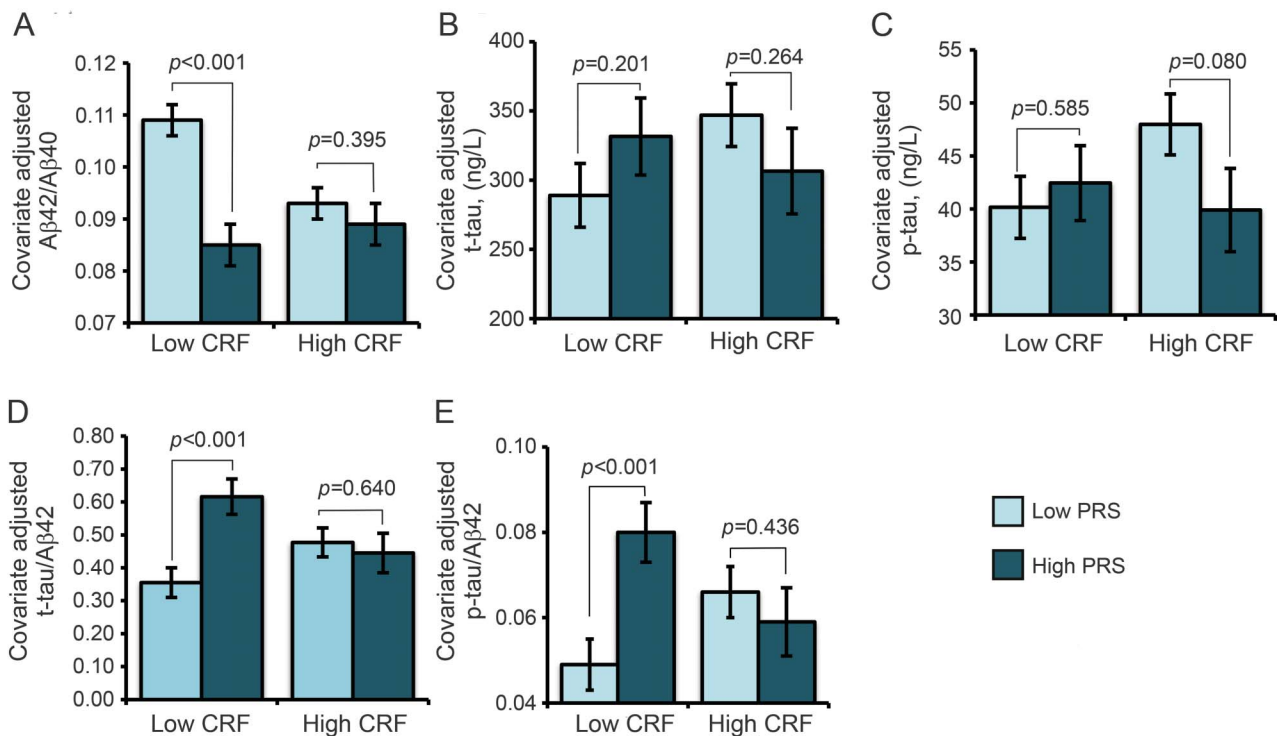 A
Covariate adjusted
Aβ42/Aβ40
0.12
0.11
0.10
0.09
0.08
0.07
p<0.001
p=0.395
Low CRF
High CRF
B
Covariate adjusted
t-tau, (ng/L)
400
350
300
250
200
p=0.201
p=0.264
Low CRF
High CRF
C
Covariate adjusted
p-tau, (ng/L)
55
50
45
40
35
30
p=0.585
p=0.080
Low CRF
High CRF
D
Covariate adjusted
t-tau/Aβ42
0.80
0.70
0.60
0.50
0.40
0.30
0.20
0.10
0.00
p<0.001
p=0.640
Low CRF
High CRF
E
Covariate adjusted
p-tau/Aβ42
0.10
0.08
0.06
0.04
p<0.001
p=0.436
Low CRF
High CRF
Low PRS
High PRS